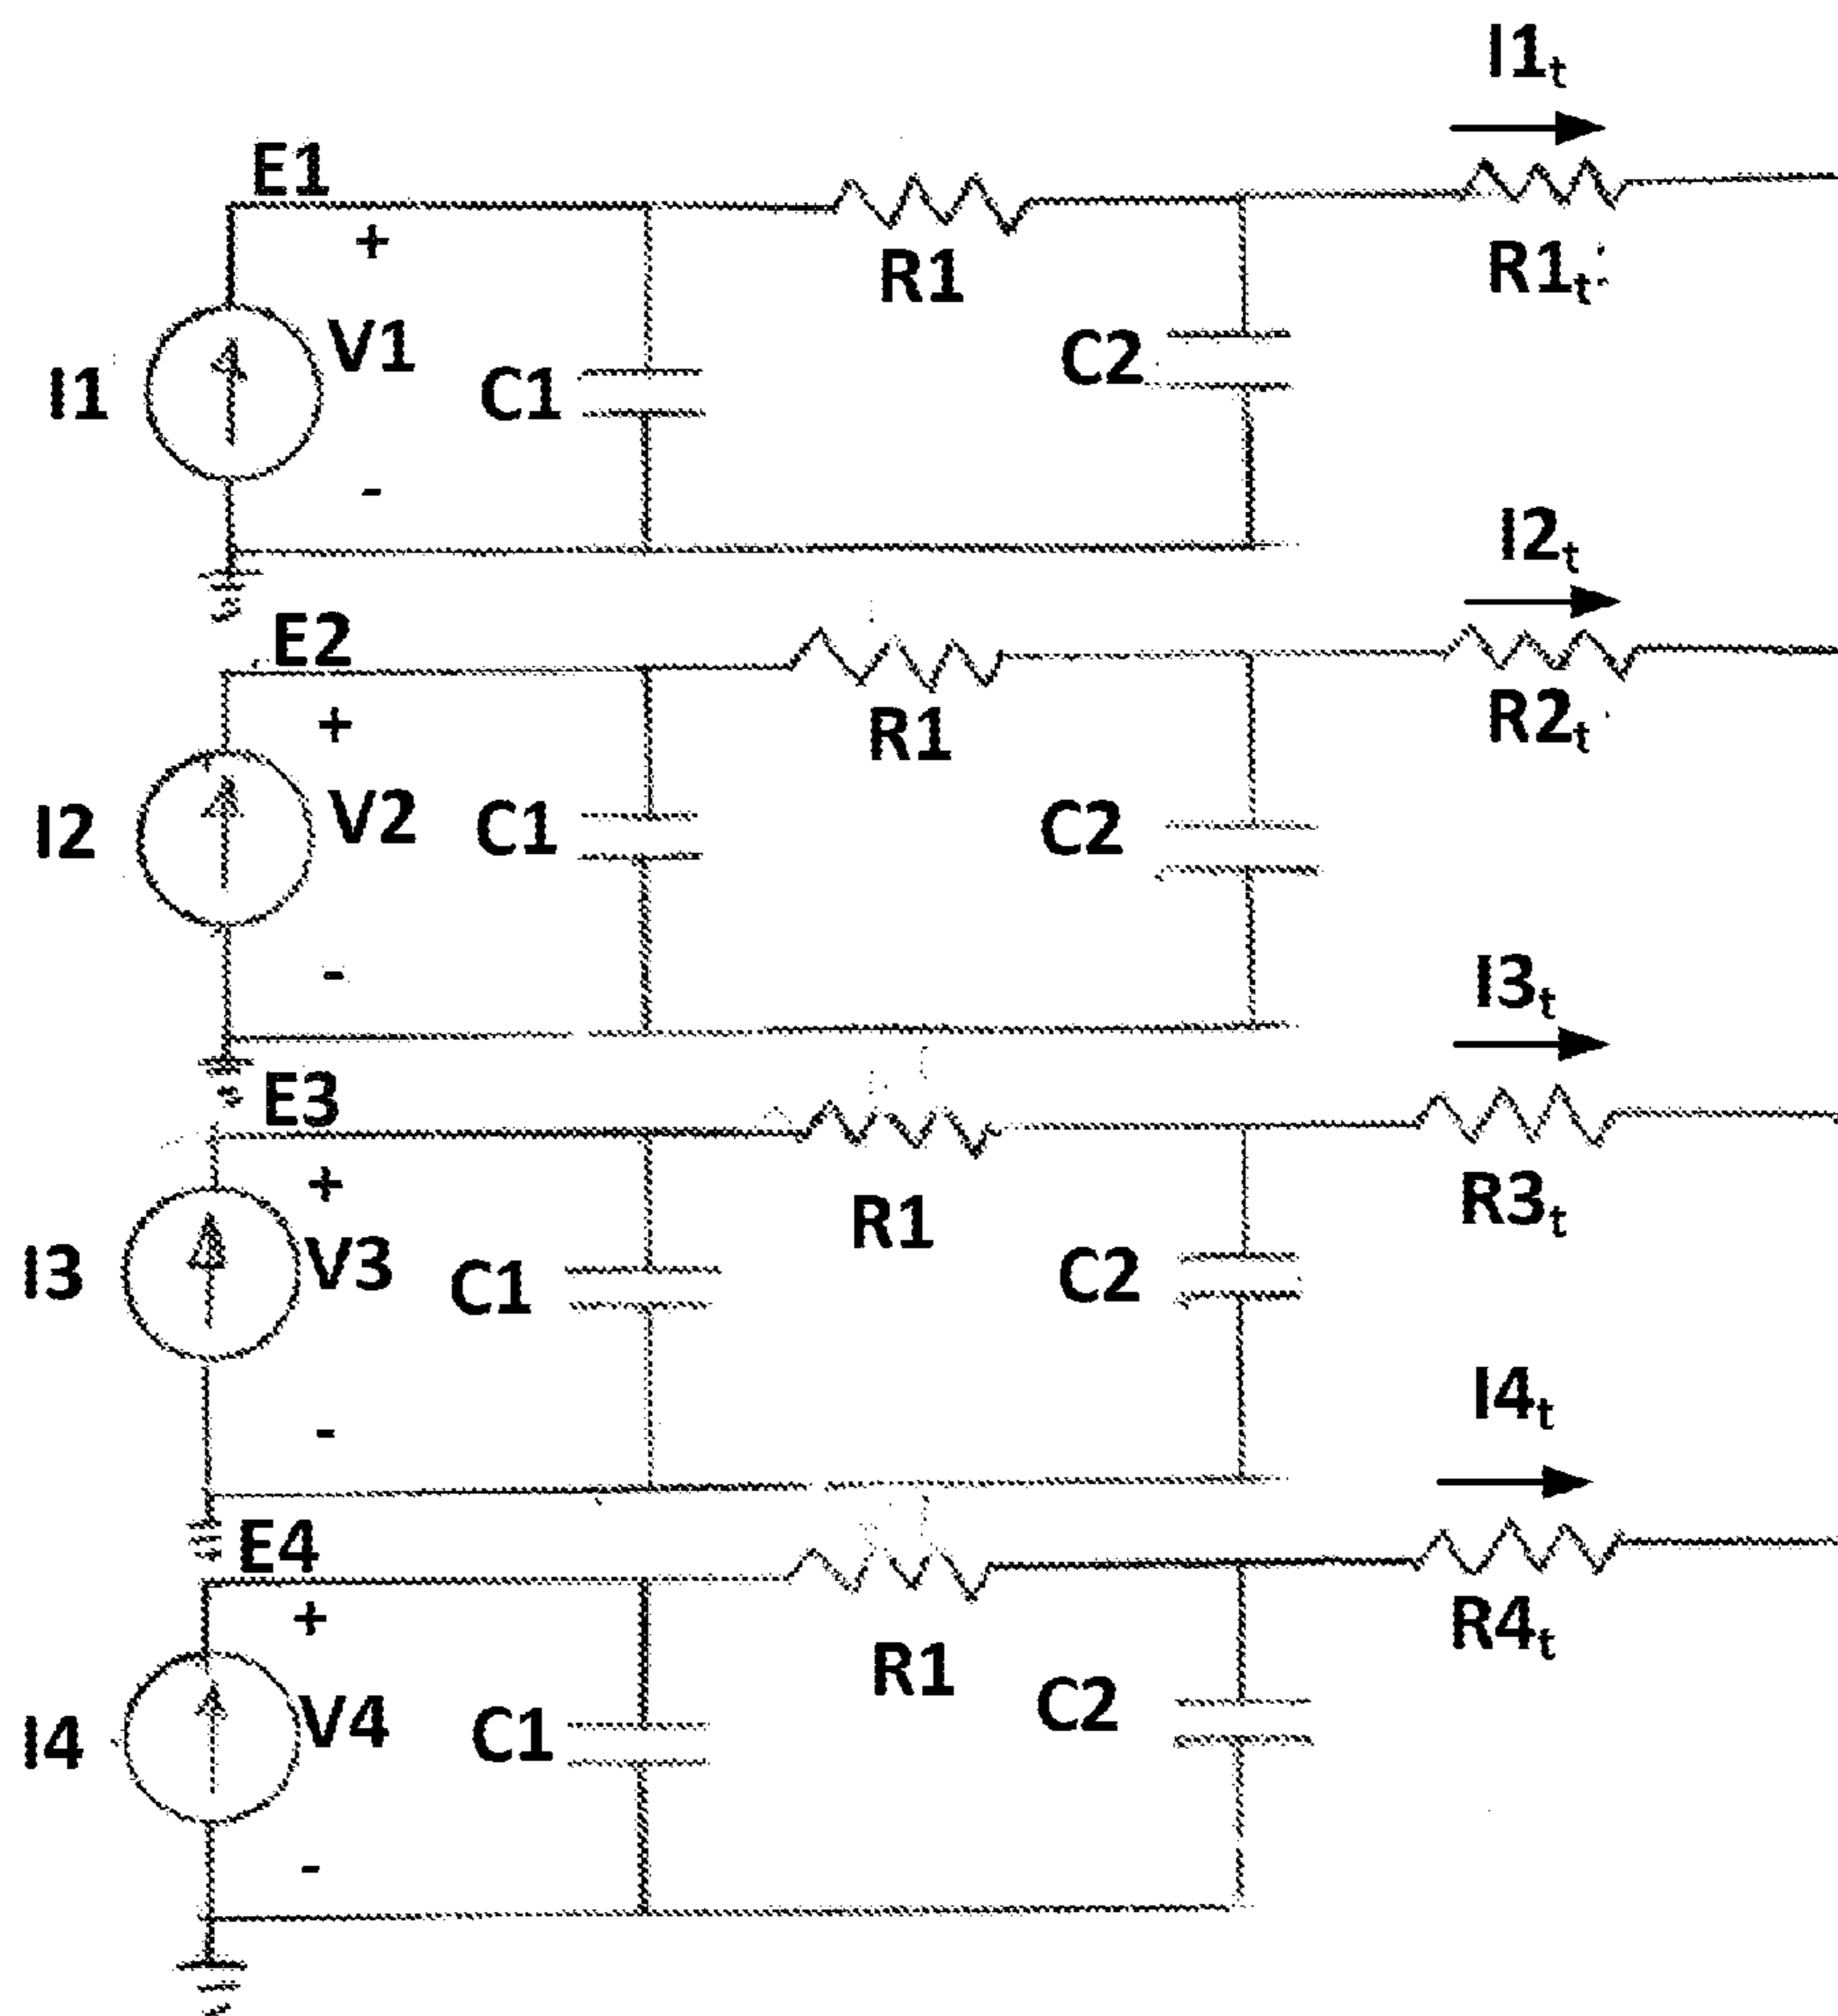 I1t
E1
+
R1
R1t
V1
I1
C1
C2
-
I2t
E2
+
R1
R2t
V2
I2
C1
C2
-
I3t
E3
+
R1
R3t
V3
I3
C1
C2
-
I4t
E4
+
R1
R4t
V4
I4
C1
C2
-